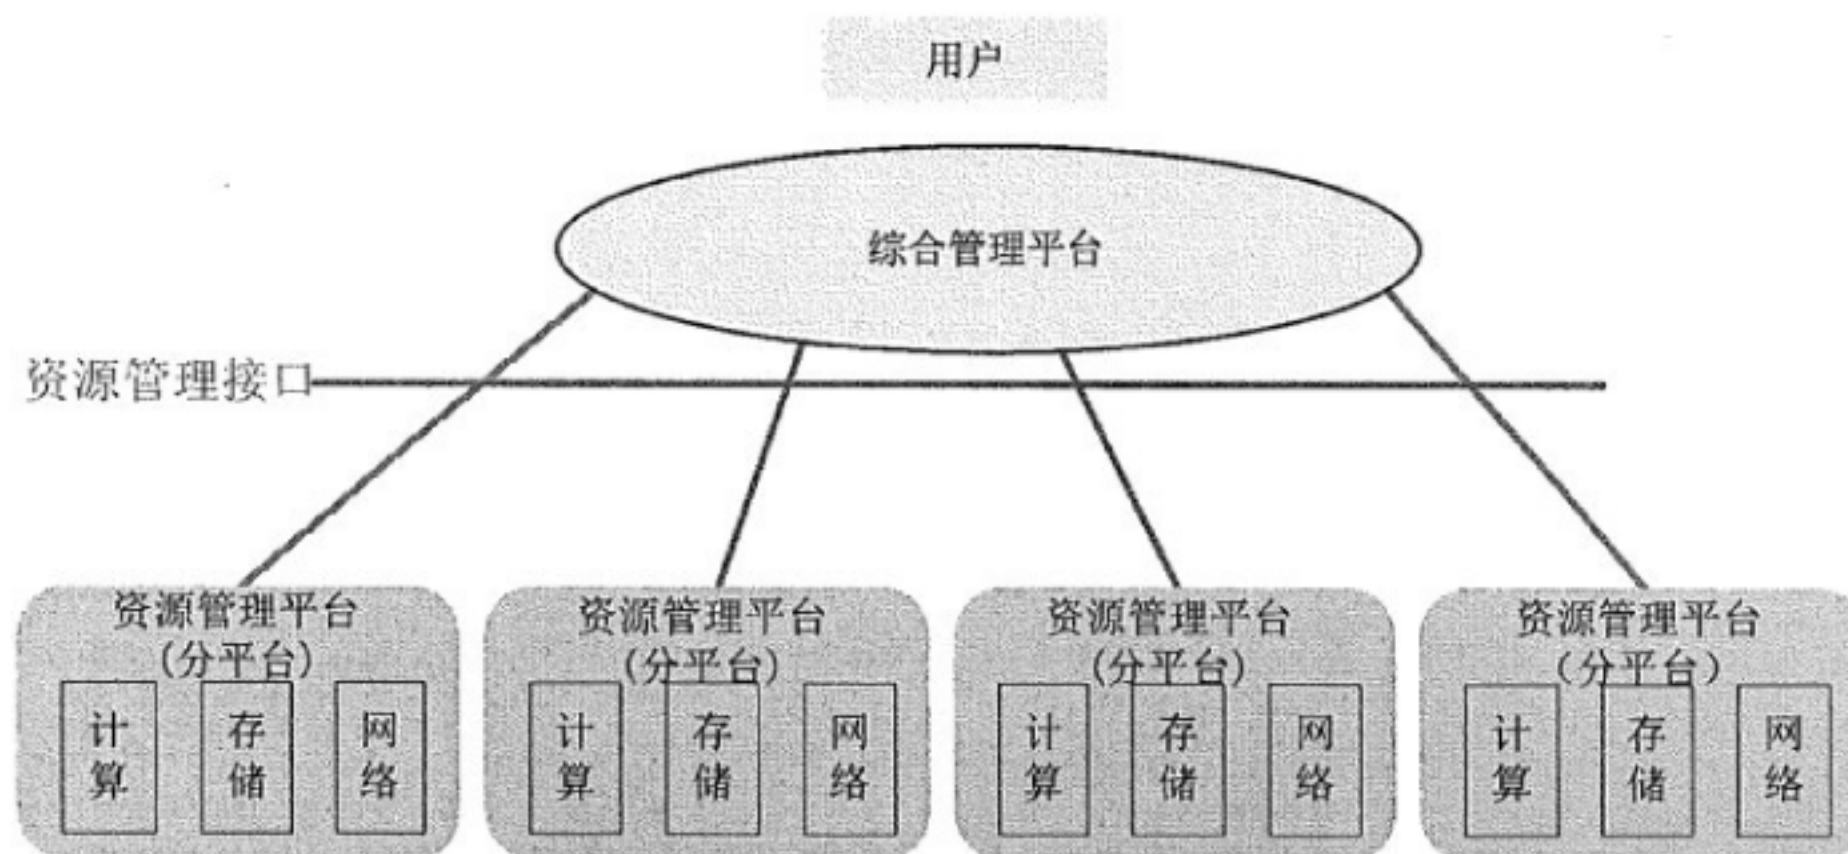 用户
综合管理平台
资源管理接口
资源管理平台
(分平台)
计算
存储
网络
资源管理平台
(分平台)
计算
存储
网络
资源管理平台
(分平台)
计算
存储
网络
资源管理平台
（分平台）
计算
存储
网络